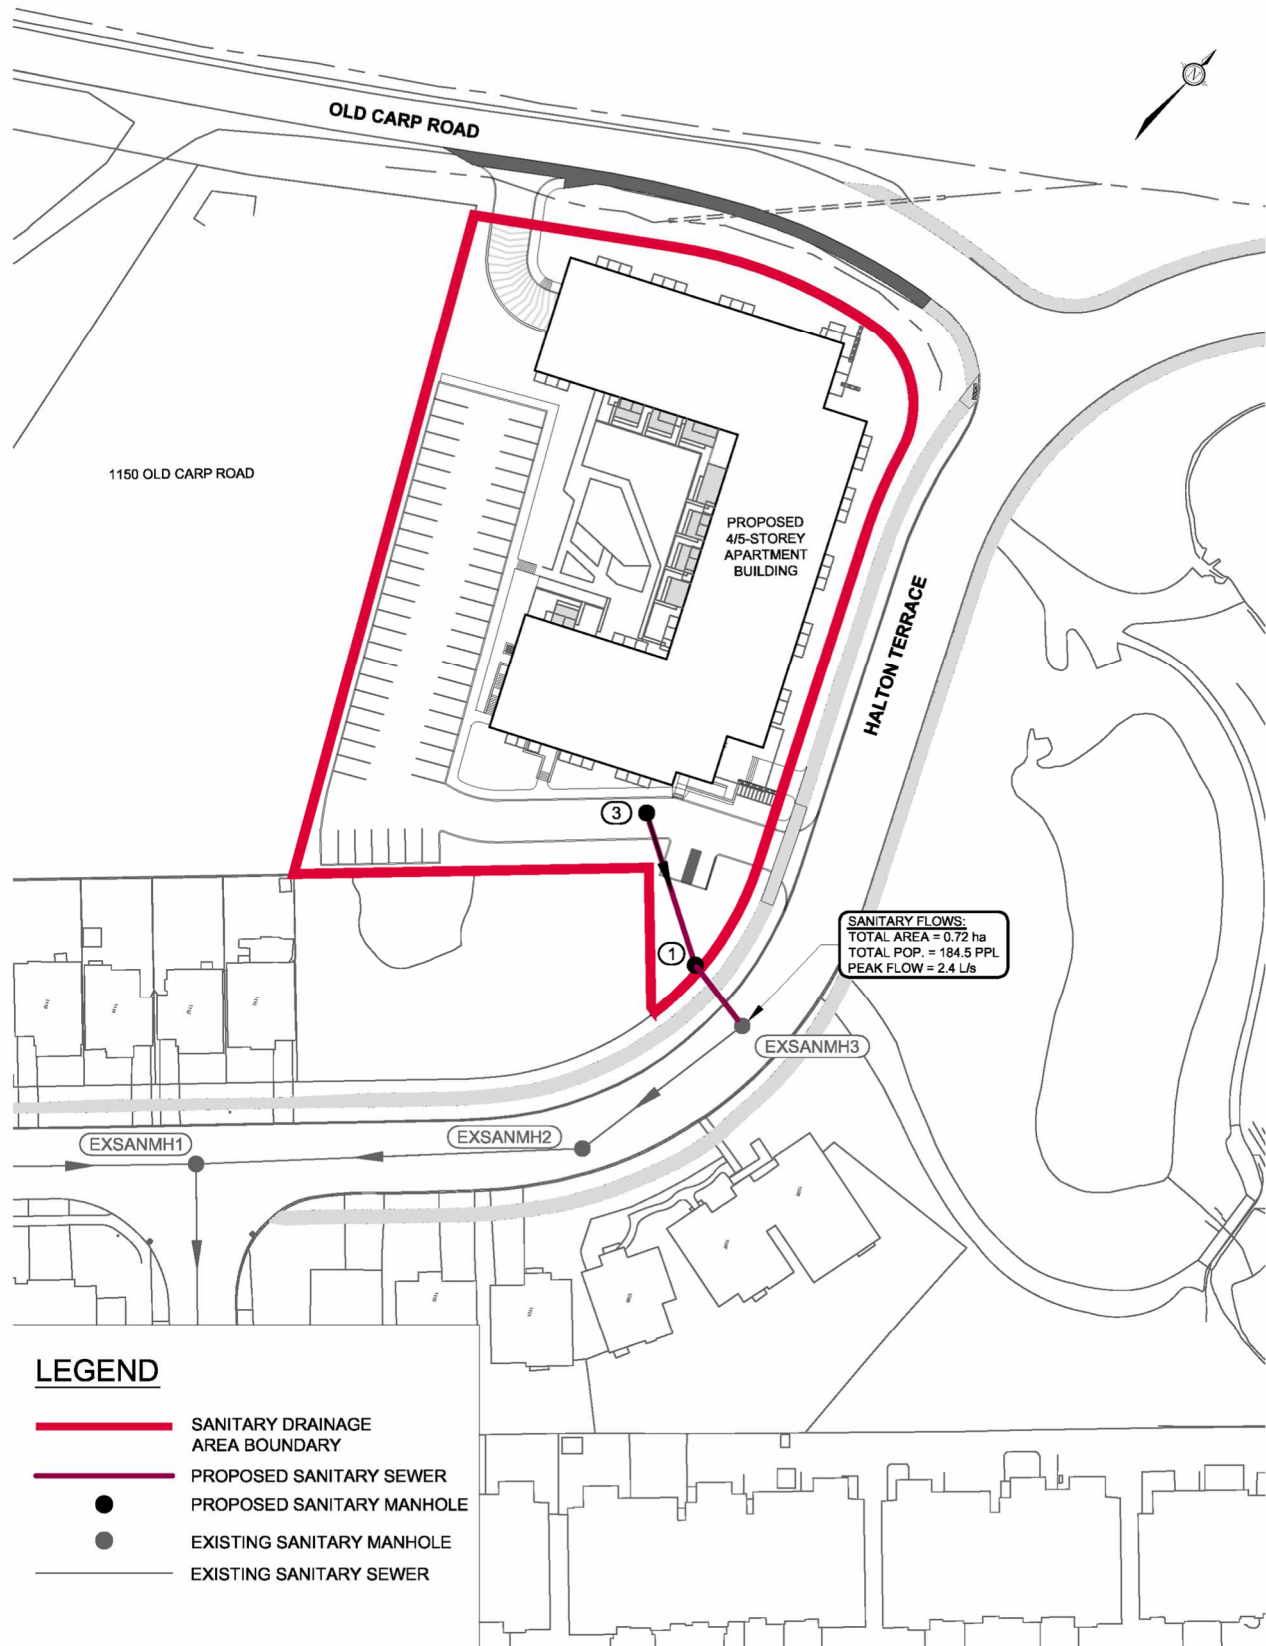 N
OLD CARP ROAD
1150 OLD CARP ROAD
PROPOSED
4/5-STOREY
APARTMENT
BUILDING
HALTON TERRACE
3
1
SANITARY FLOWS:
TOTAL AREA = 0.72 ha
TOTAL POP. = 184.5 PPL
PEAK FLOW = 2.4 L/s
EXSANMH3
EXSANMH2
EXSANMH1
LEGEND
SANITARY DRAINAGE
AREA BOUNDARY
PROPOSED SANITARY SEWER
PROPOSED SANITARY MANHOLE
EXISTING SANITARY MANHOLE
EXISTING SANITARY SEWER